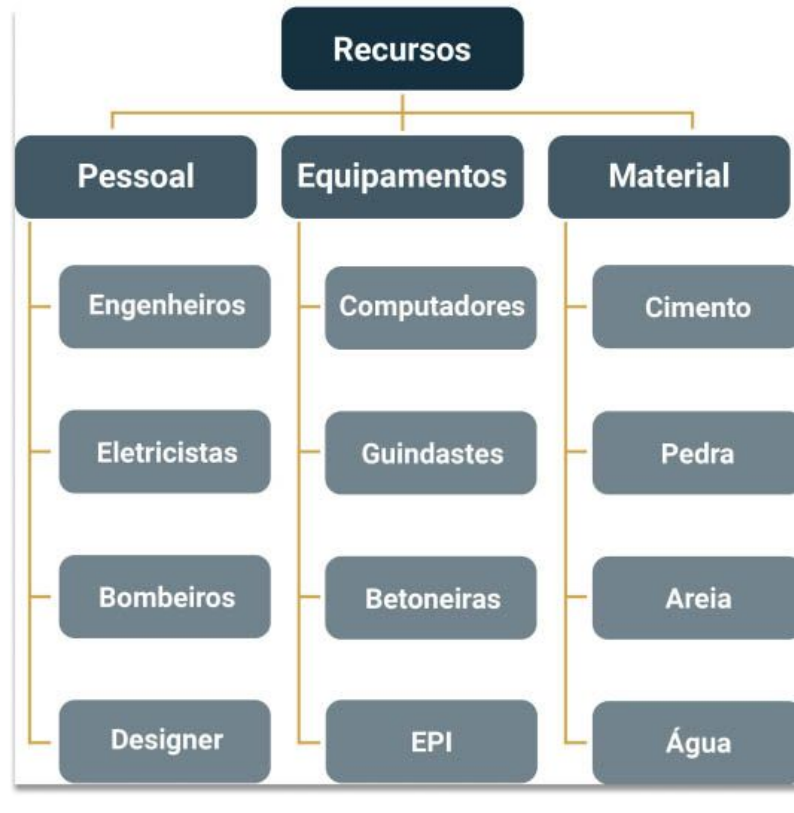 Recursos
Pessoal
Equipamentos
Material
Engenheiros
Computadores
Cimento
Eletricistas
Guindastes
Pedra
Bombeiros
Betoneiras
Areia
Designer
EPI
Água